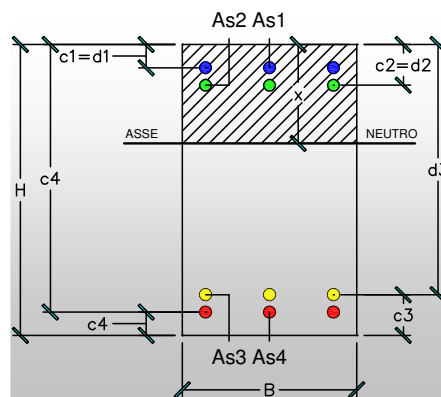 As2 As1
c1=d1
c2=d2
x
ASSE NEUTRO
H
c4
d3
c4
c3
As3 As4
B